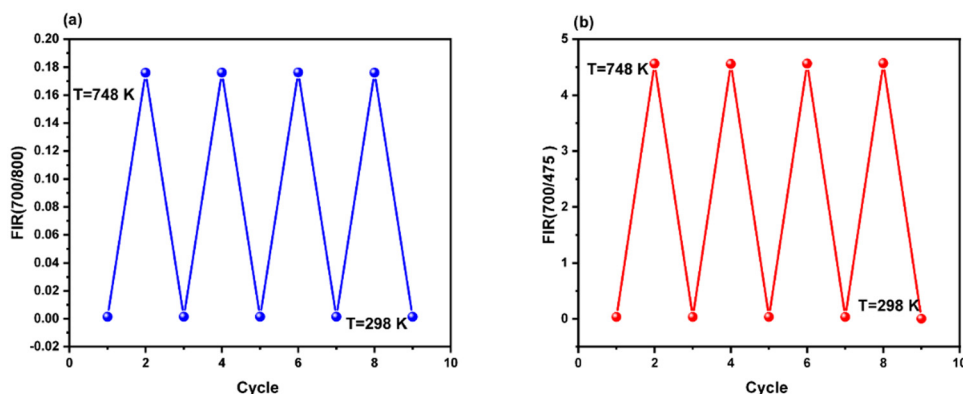 (a)
0.20
0.18
0.16
0.14
0.12
0.10
0.08
0.06
0.04
0.02
0.00
-0.02
FIR(700/800)
T=748 K
T=298 K
0 2 4 6 8 10
Cycle
(b)
5
4
3
2
1
0
FIR(700/475 )
T=748 K
T=298 K
0 2 4 6 8 10
Cycle